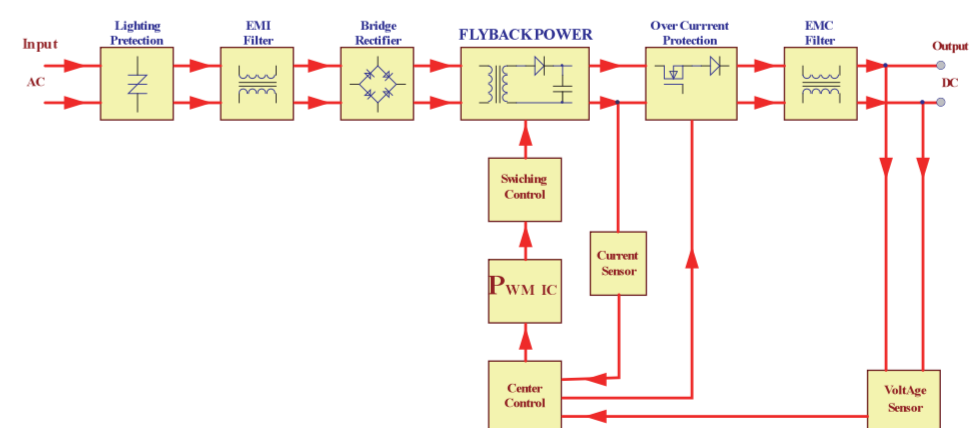 Lighting
Pretection
EMI
Filter
Bridge
Rectifier
FLYBACKPOWER
Over Currrent
Protection
EMC
Filter
Input
AC
Output
DC
Swiching
Control
Current
Sensor
PWM IC
Center
Control
VoltAge
Sensor